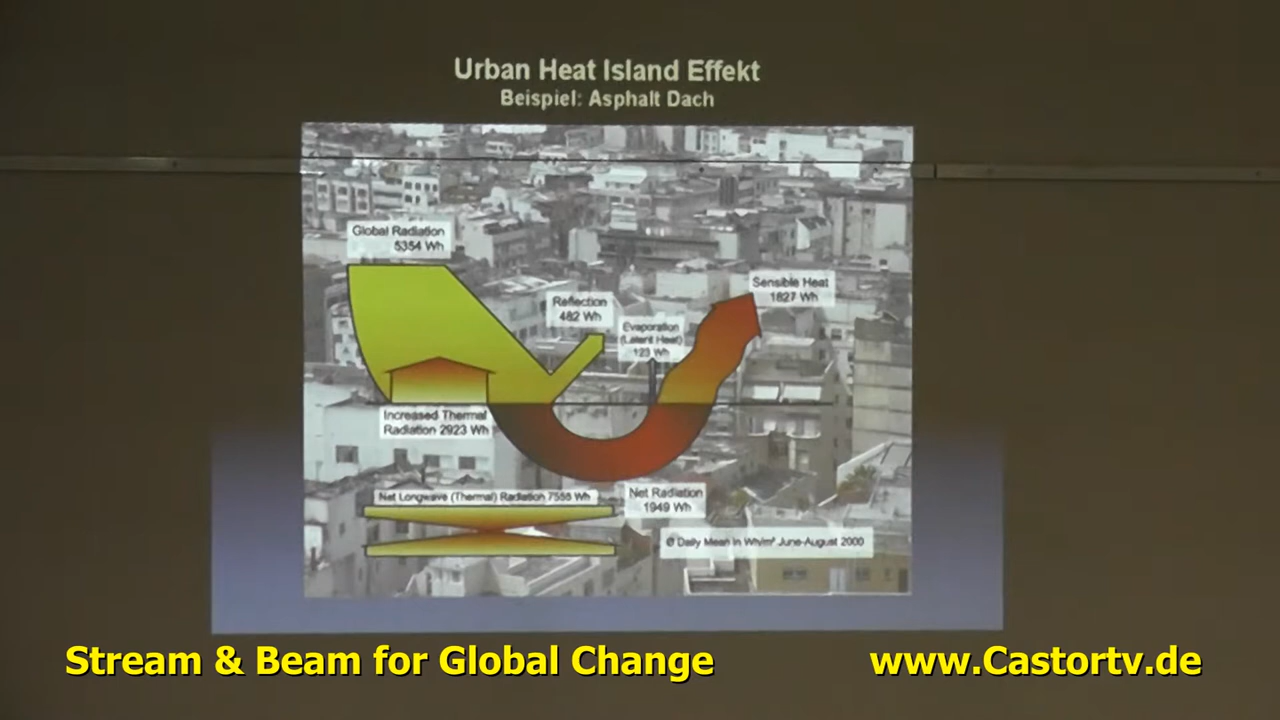 Urban Heat Island Effekt
Beispiel: Asphalt Dach
Global Radiation
5354 Wh
Reflection
482 Wh
Evaporation
(Latent Heat)
123 Wh
Sensible Heat
1827 Wh
Increased Thermal
Radiation 2923 Wh
Net Longwave (Thermal) Radiation 7555 Wh
Net Radiation
1949 Wh
Ø Daily Mean in Wh/m² June-August 2000
Stream & Beam for Global Change
www.Castortv.de